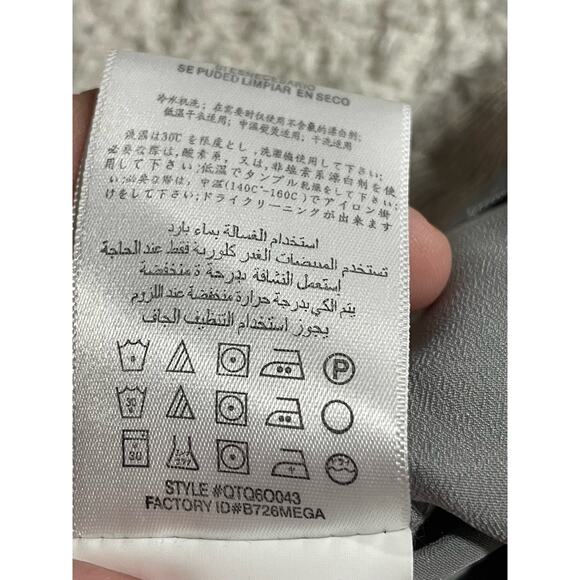 SE PUDED LIMPIAR EN SECO
冷水机洗；在需要时仅使用不含氯的漂白剂；
低温干衣适用；中温熨烫适用；干洗适用
洗温は30℃を限度とし，洗濯機使用して下さい；
必要な際は，酸素系，又は，非塩素系漂白剤を使
用して下さい；低温でタンブル乾燥をして下さい
；必要な際は，中温(140℃-160℃)でアイロン掛
けをして下さい；ドライクリーニングが出来ます
استخدام الغسالة بماء بارد
تستخدم المبيضات الغير كلورية فقط عند الحاجة
إستعمل النشافة بدرجة ة منخفضة
يتم الكي بدرجة حرارة منخفضة عند اللزوم
يجوز استخدام التنظيف الجاف
P
30
30
STYLE #QTQ6O043
FACTORY ID#B726MEGA